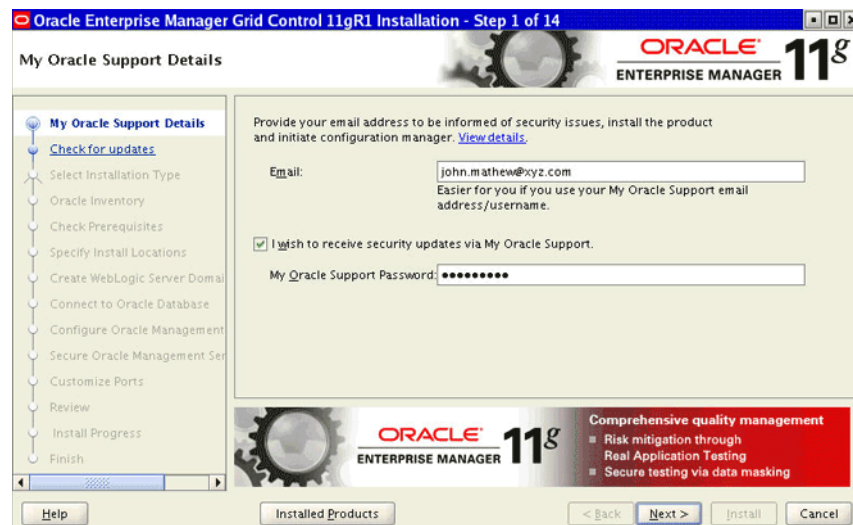 Oracle Enterprise Manager Grid Control 11gR1 Installation - Step 1 of 14
My Oracle Support Details
ORACLE
ENTERPRISE MANAGER 11g
My Oracle Support Details
Check for updates
Select Installation Type
Oracle Inventory
Check Prerequisites
Specify Install Locations
Create WebLogic Server Domai
Connect to Oracle Database
Configure Oracle Management
Secure Oracle Management Ser
Customize Ports
Review
Install Progress
Finish
Provide your email address to be informed of security issues, install the product
and initiate configuration manager. View details.
Email: john.mathew@xyz.com
Easier for you if you use your My Oracle Support email
address/username.
I wish to receive security updates via My Oracle Support.
My Oracle Support Password: •••••••••
ORACLE
ENTERPRISE MANAGER 11g
Comprehensive quality management
Risk mitigation through
Real Application Testing
Secure testing via data masking
Help Installed Products < Back Next > Install Cancel